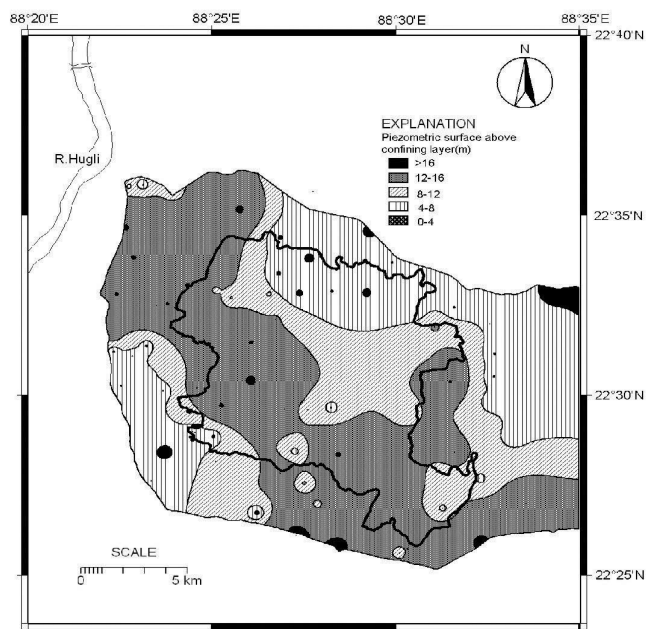 88°20'E 88°25'E 88°30'E 88°35'E
22°40'N
N
EXPLANATION
Piezometric surface above
confining layer(m)
>16
12-16
8-12
4-8
0-4
R.Hugli
22°35'N
22°30'N
22°25'N
SCALE
0 5 km